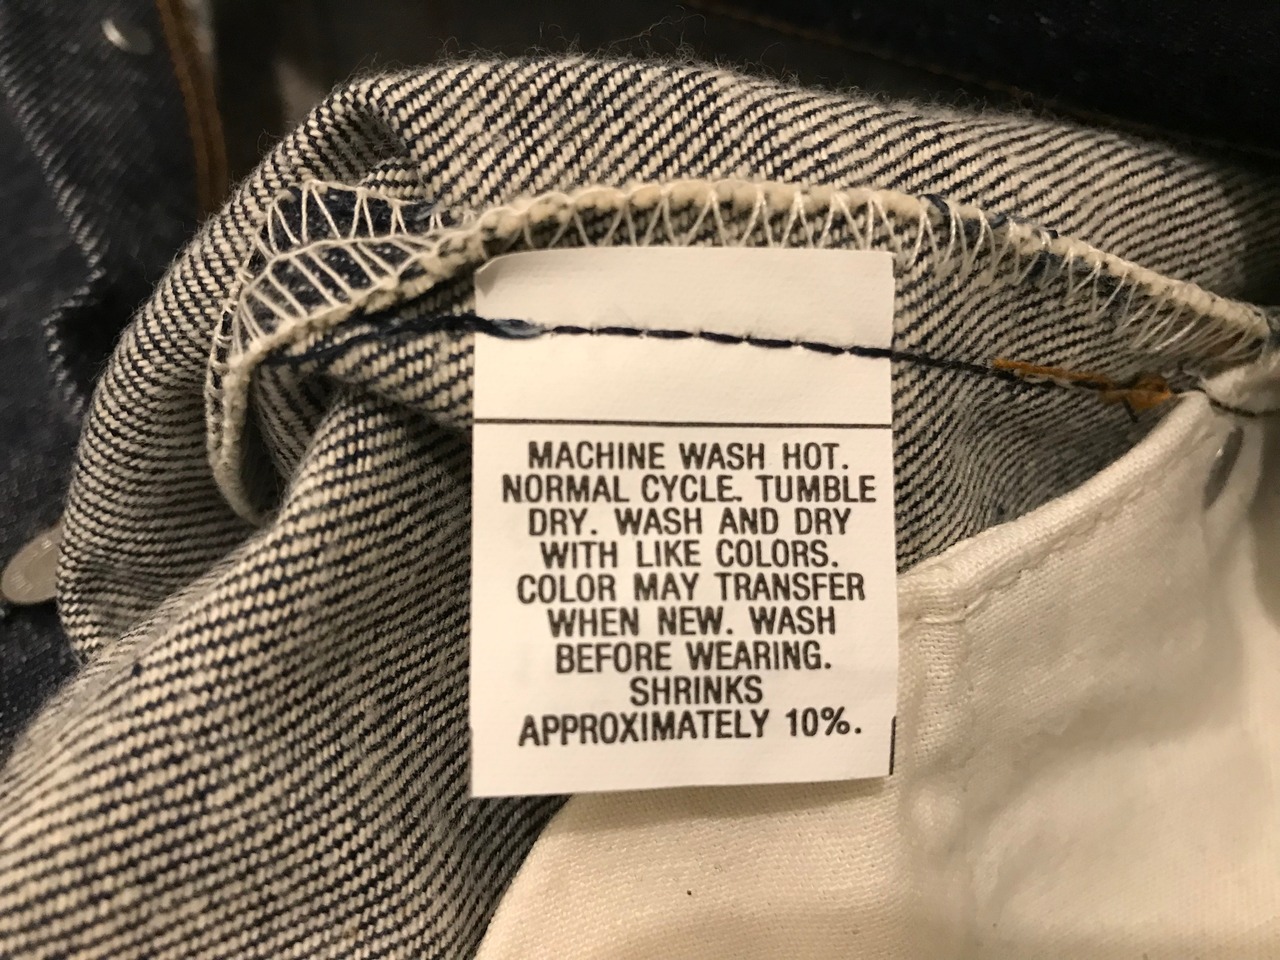 MACHINE WASH HOT.
NORMAL CYCLE. TUMBLE
DRY. WASH AND DRY
WITH LIKE COLORS.
COLOR MAY TRANSFER
WHEN NEW. WASH
BEFORE WEARING.
SHRINKS
APPROXIMATELY 10%.